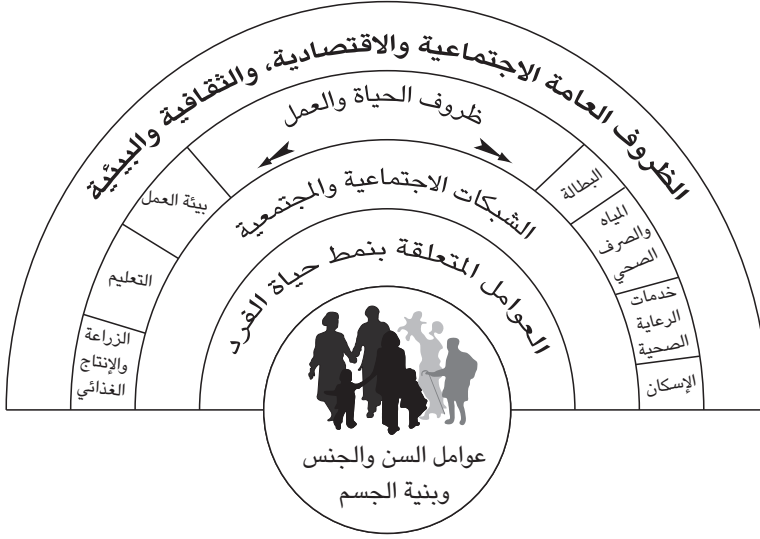 الظروف العامة الاجتماعية والاقتصادية، والثقافية والبيئية
ظروف الحياة والعمل
البطالة
المياه
والصرف
الصحي
خدمات
الرعاية
الصحية
الإسكان
بيئة العمل
التعليم
الزراعة
والإنتاج
الغذائي
الشبكات الاجتماعية والمجتمعية
العوامل المتعلقة بنمط حياة الفرد
عوامل السن والجنس
وبنية الجسم